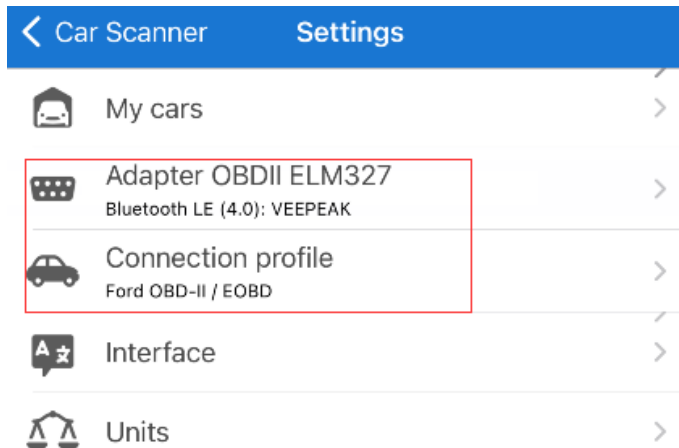 Car Scanner
Settings
My cars
Adapter OBDII ELM327
Bluetooth LE (4.0): VEEPEAK
Connection profile
Ford OBD-II / EOBD
Interface
Units